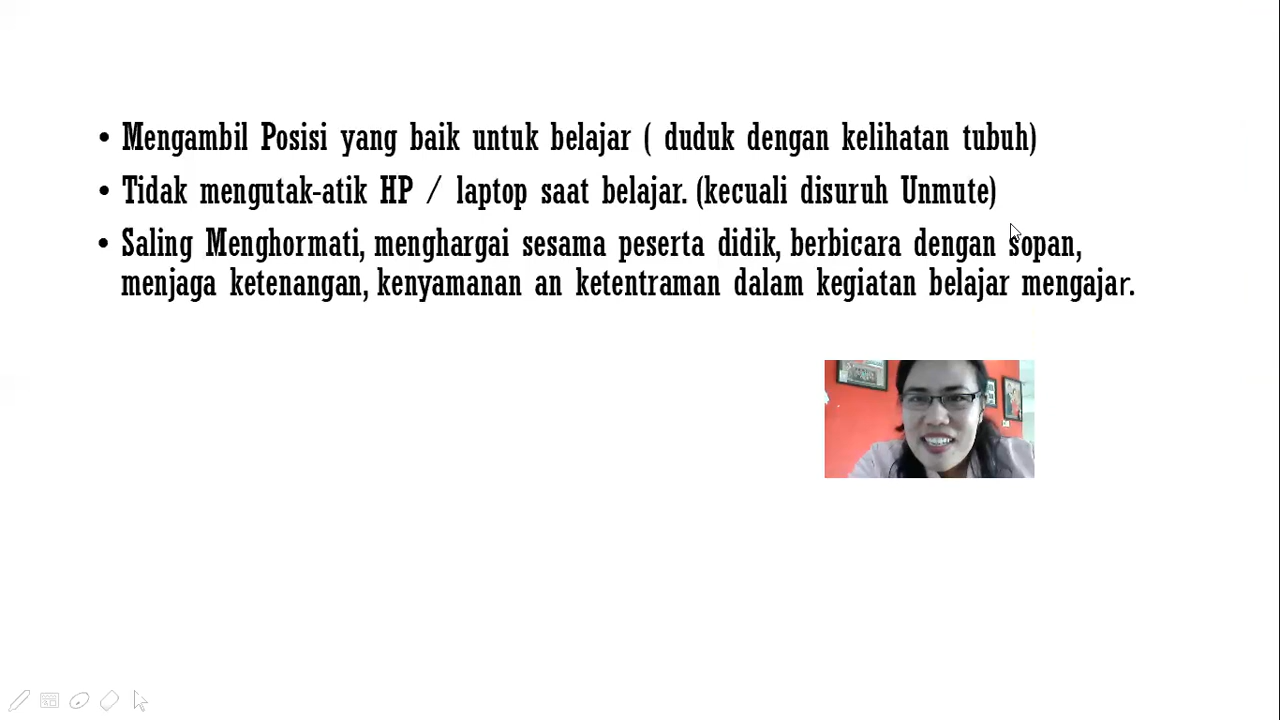 • Mengambil Posisi yang baik untuk belajar ( duduk dengan kelihatan tubuh)
• Tidak mengutak-atik HP / laptop saat belajar. (kecuali disuruh Unmute)
• Saling Menghormati, menghargai sesama peserta didik, berbicara dengan sopan,
menjaga ketenangan, kenyamanan an ketentraman dalam kegiatan belajar mengajar.